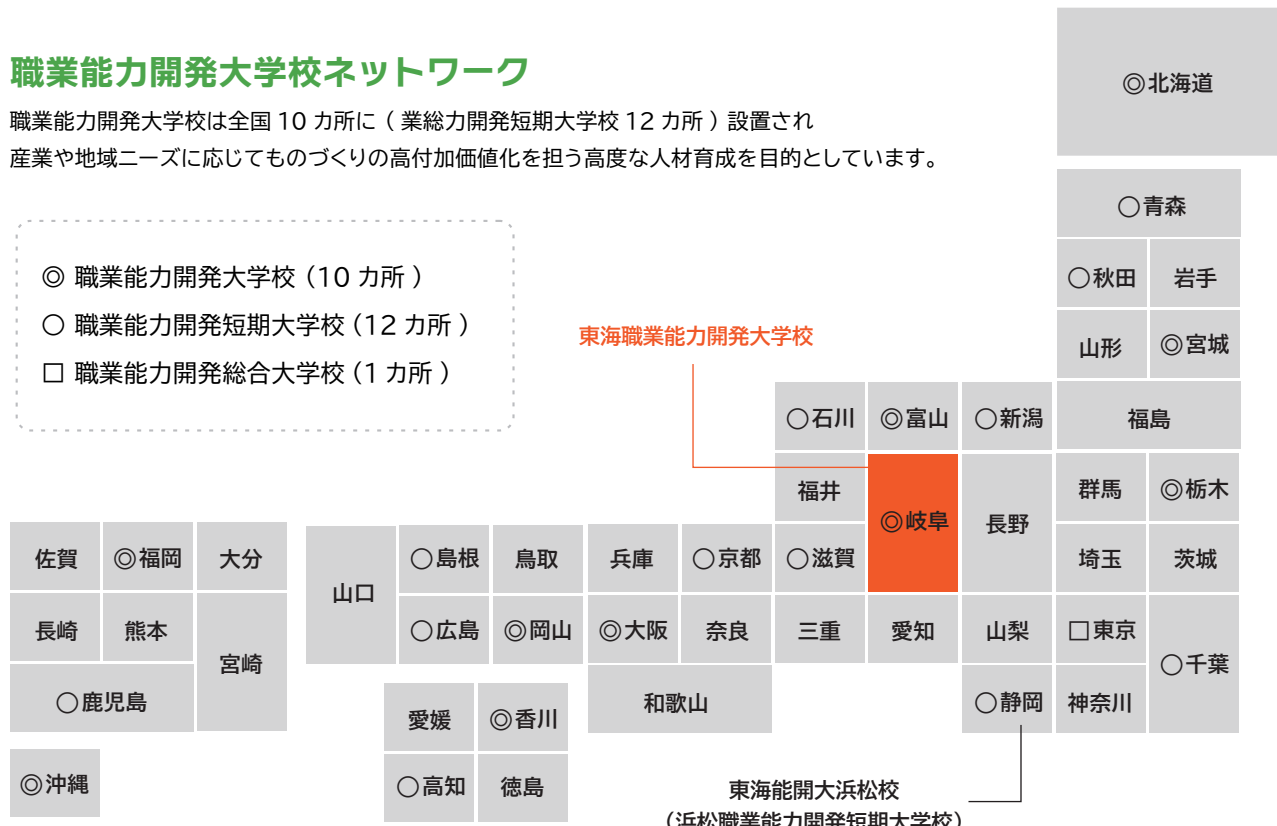 職業能力開発大学校ネットワーク
職業能力開発大学校は全国 10 カ所に ( 業総力開発短期大学校 12 カ所 ) 設置され
産業や地域ニーズに応じてものづくりの高付加価値化を担う高度な人材育成を目的としています。
◎ 職業能力開発大学校 (10 カ所 )
○ 職業能力開発短期大学校 (12 カ所 )
□ 職業能力開発総合大学校 (1 カ所 )
東海職業能力開発大学校
◎北海道
○青森
○秋田
岩手
山形
◎宮城
○石川
◎富山
○新潟
福島
福井
◎岐阜
長野
群馬
◎栃木
佐賀
◎福岡
大分
山口
○島根
鳥取
兵庫
○京都
○滋賀
埼玉
茨城
長崎
熊本
宮崎
○広島
◎岡山
◎大阪
奈良
三重
愛知
山梨
□東京
○千葉
○鹿児島
愛媛
◎香川
和歌山
○静岡
神奈川
◎沖縄
○高知
徳島
東海能開大浜松校
(浜松職業能力開発短期大学校)